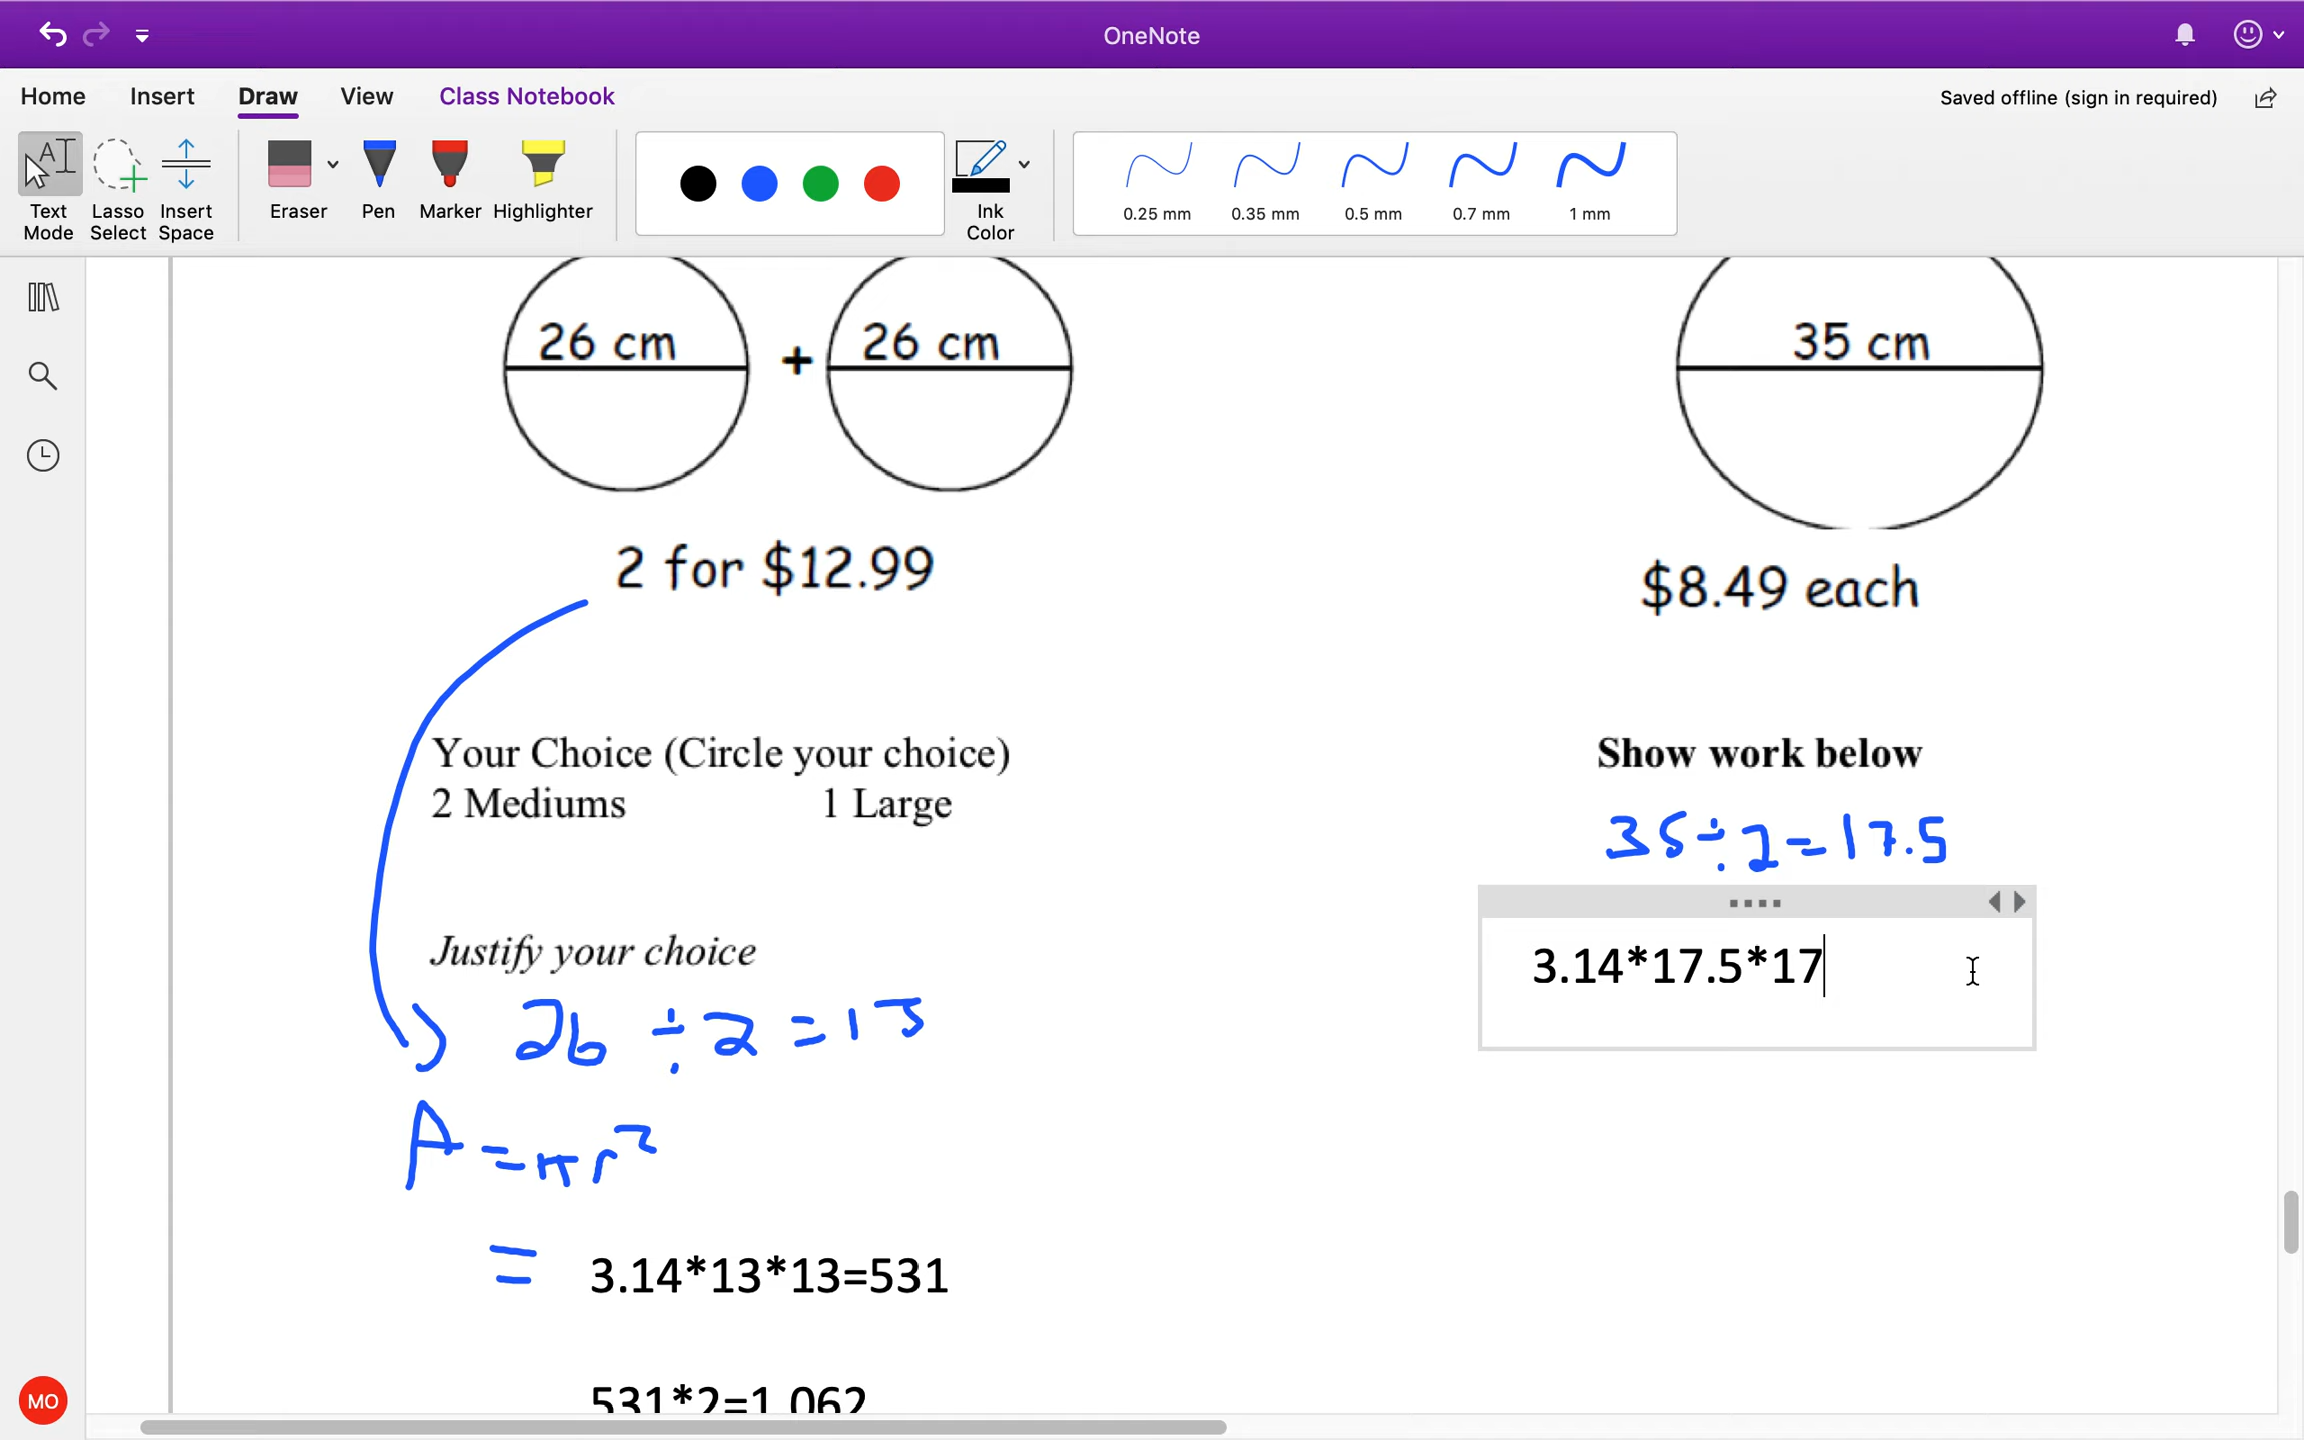 OneNote
Home Insert Draw View Class Notebook
Saved offline (sign in required)
Text Mode
Lasso Select
Insert Space
Eraser
Pen
Marker
Highlighter
Ink Color
0.25 mm
0.35 mm
0.5 mm
0.7 mm
1 mm
26 cm + 26 cm
35 cm
2 for $12.99
$8.49 each
Your Choice (Circle your choice)
2 Mediums 1 Large
Show work below
35÷2=17.5
3.14*17.5*17
Justify your choice
26 ÷ 2 = 13
A = πr²
= 3.14*13*13=531
531*2=1,062
MO